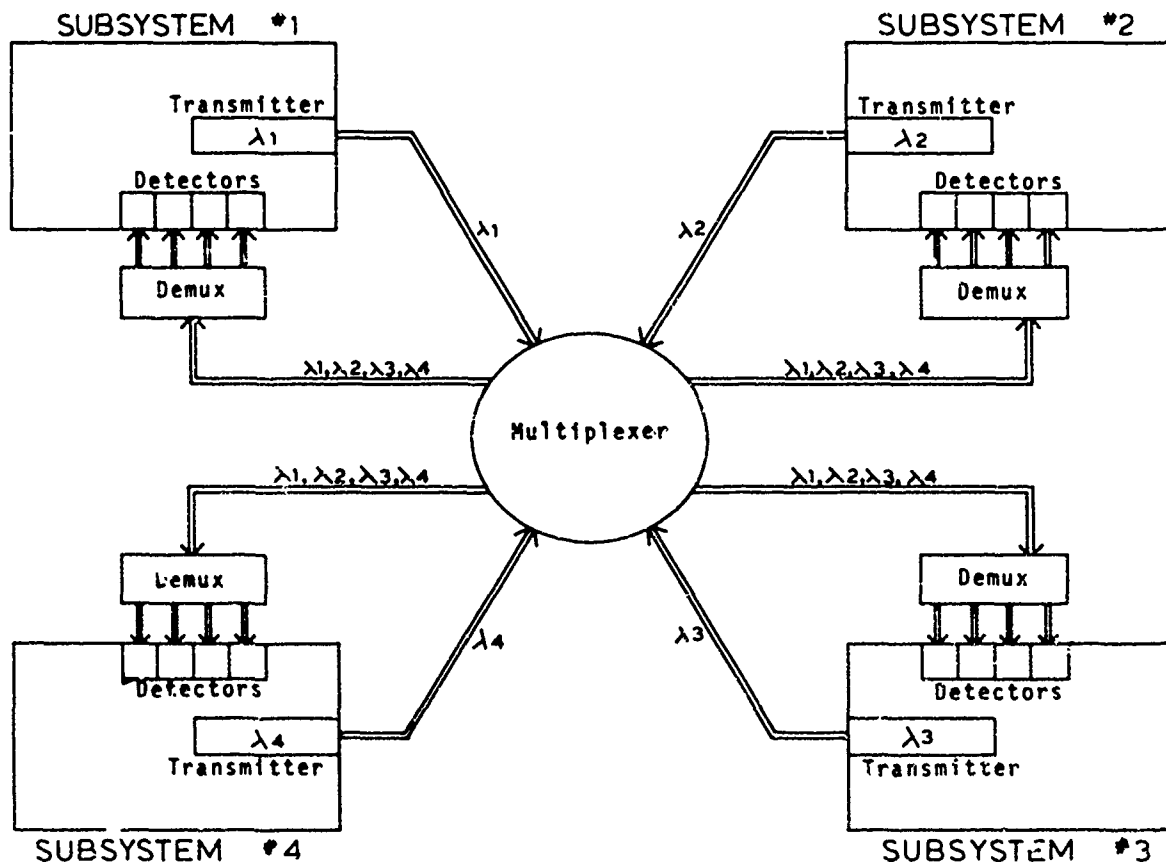 SUBSYSTEM #1
SUBSYSTEM #2
Transmitter
λ1
Transmitter
λ2
Detectors
Detectors
λ1
λ2
Demux
Demux
λ1,λ2,λ3,λ4
λ1,λ2,λ3,λ4
Multiplexer
λ1,λ2,λ3,λ4
λ1,λ2,λ3,λ4
Demux
Demux
λ4
λ3
Detectors
Detectors
λ4
Transmitter
λ3
Transmitter
SUBSYSTEM #4
SUBSYSTEM #3